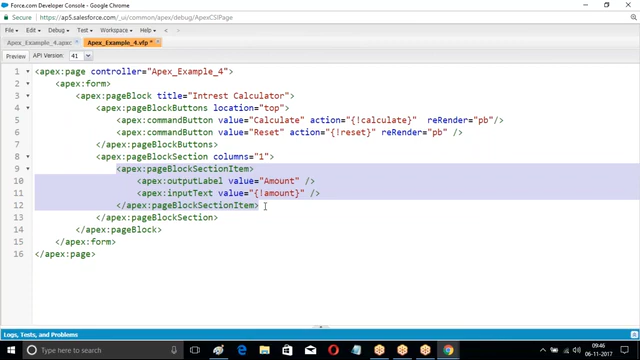 Force.com Developer Console - Google Chrome
Secure | https://ap5.salesforce.com/_ui/common/apex/debug/ApexCSIPage
File Edit Debug Test Workspace Help < >
Apex_Example_4.apxc Apex_Example_4.vfp *
Preview API Version: 41
1 <apex:page controller="Apex_Example_4">
2 <apex:form>
3 <apex:pageBlock title="Intrest Calculator">
4 <apex:pageBlockButtons location="top">
5 <apex:commandButton value="Calculate" action="{!calculate}" reRender="pb"/>
6 <apex:commandButton value="Reset" action="{!reset}" reRender="pb" />
7 </apex:pageBlockButtons>
8 <apex:pageBlockSection columns="1">
9 <apex:pageBlockSectionItem>
10 <apex:outputLabel value="Amount" />
11 <apex:inputText value="{!amount}" />
12 </apex:pageBlockSectionItem>
13 </apex:pageBlockSection>
14 </apex:pageBlock>
15 </apex:form>
16 </apex:page>
Logs, Tests, and Problems
Type here to search
09:46
06-11-2017